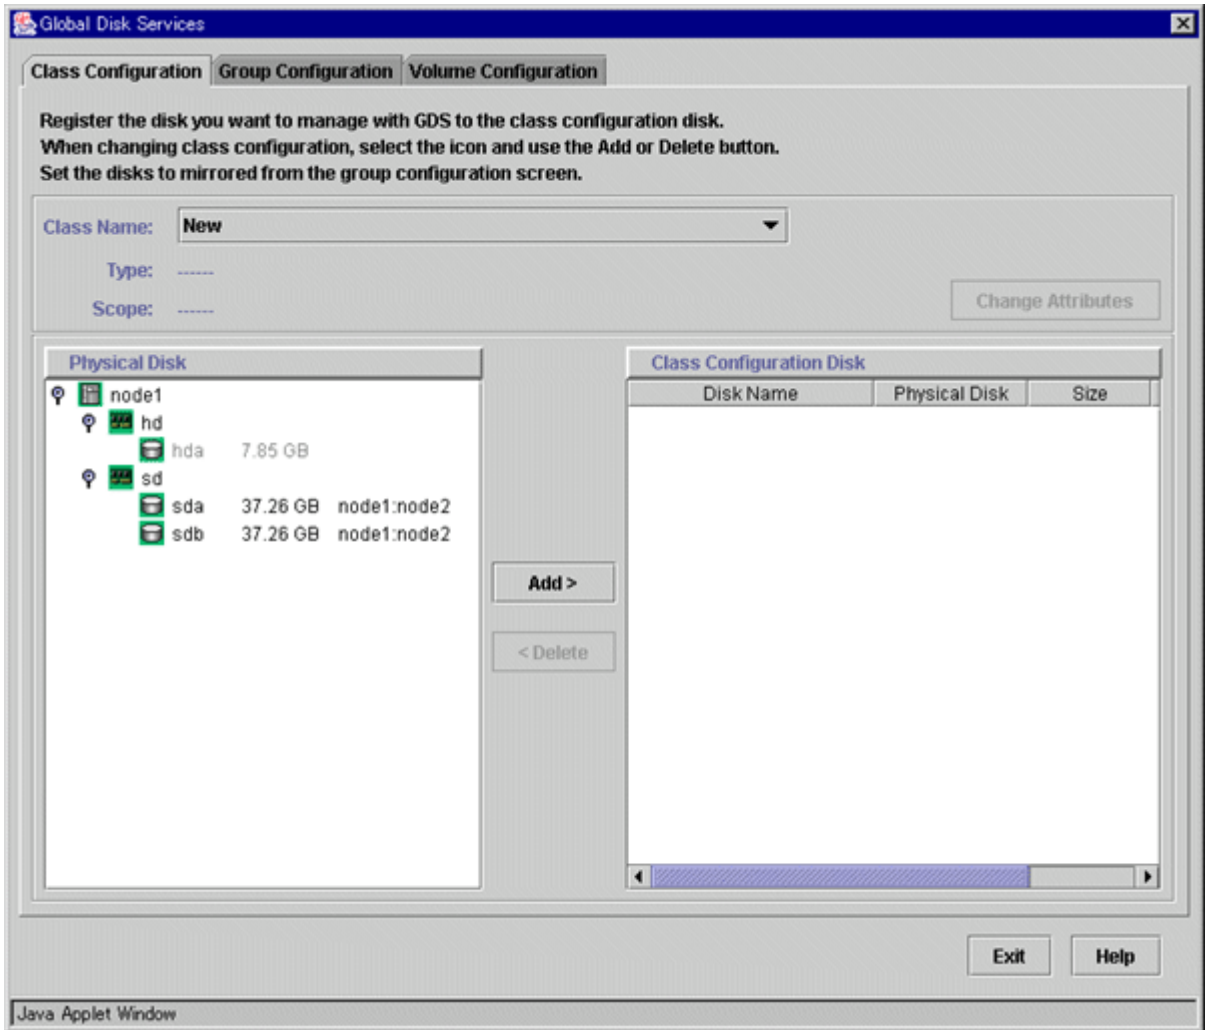 Global Disk Services
Class Configuration Group Configuration Volume Configuration
Register the disk you want to manage with GDS to the class configuration disk.
When changing class configuration, select the icon and use the Add or Delete button.
Set the disks to mirrored from the group configuration screen.
Class Name: New
Type: ------
Scope: ------
Change Attributes
Physical Disk
node1
hd
hda 7.85 GB
sd
sda 37.26 GB node1:node2
sdb 37.26 GB node1:node2
Add >
< Delete
Class Configuration Disk
Disk Name Physical Disk Size
Exit Help
Java Applet Window